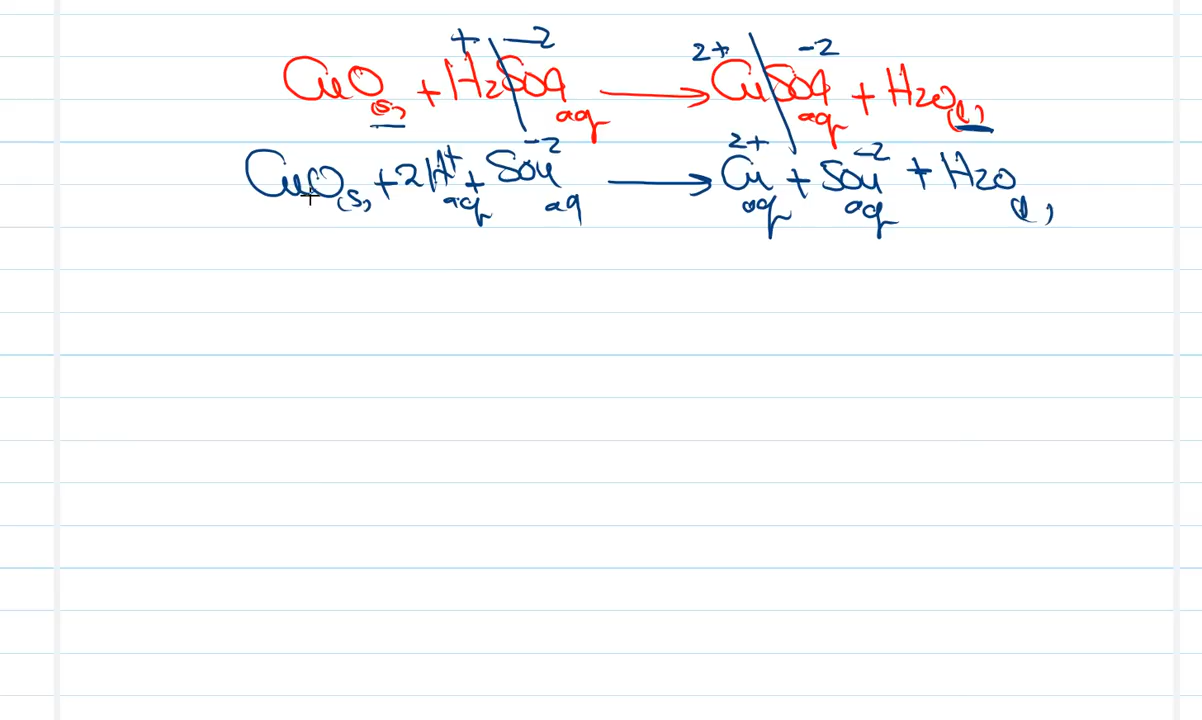 + -2 2+ -2
CuO(s) + H2SO4 aq ⟶ CuSO4 aq + H2O(l)
CuO(s) + 2H+ aq + SO4 -2 aq ⟶ Cu 2+ aq + SO4 -2 aq + H2O(l)